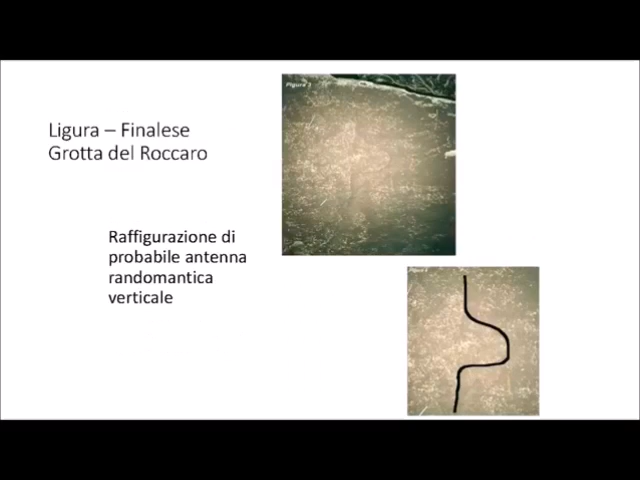 Ligura – Finalese
Grotta del Roccaro
Raffigurazione di
probabile antenna
randomantica
verticale